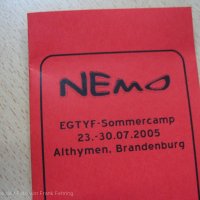 NEMO
EGTYF-Sommercamp
23.-30.07.2005
Althymen, Brandenburg